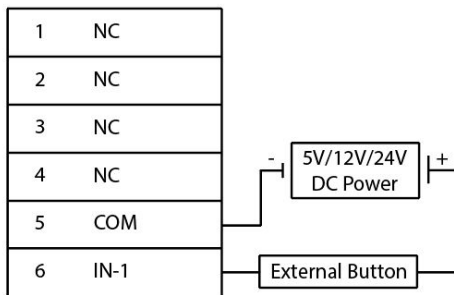 1 NC
2 NC
3 NC
4 NC
- 5V/12V/24V +
DC Power
5 COM
6 IN-1 External Button